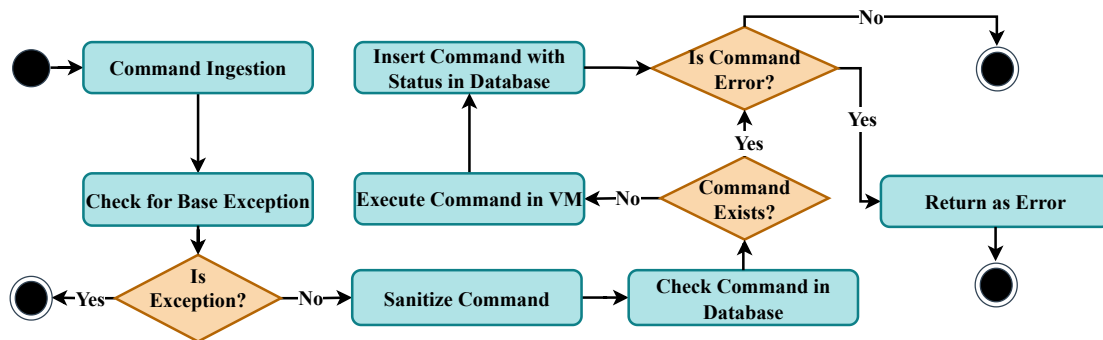 Command Ingestion
Check for Base Exception
Is
Exception?
Yes
No
Sanitize Command
Check Command in
Database
Command
Exists?
No
Yes
Execute Command in VM
Insert Command with
Status in Database
Is Command
Error?
No
Yes
Return as Error